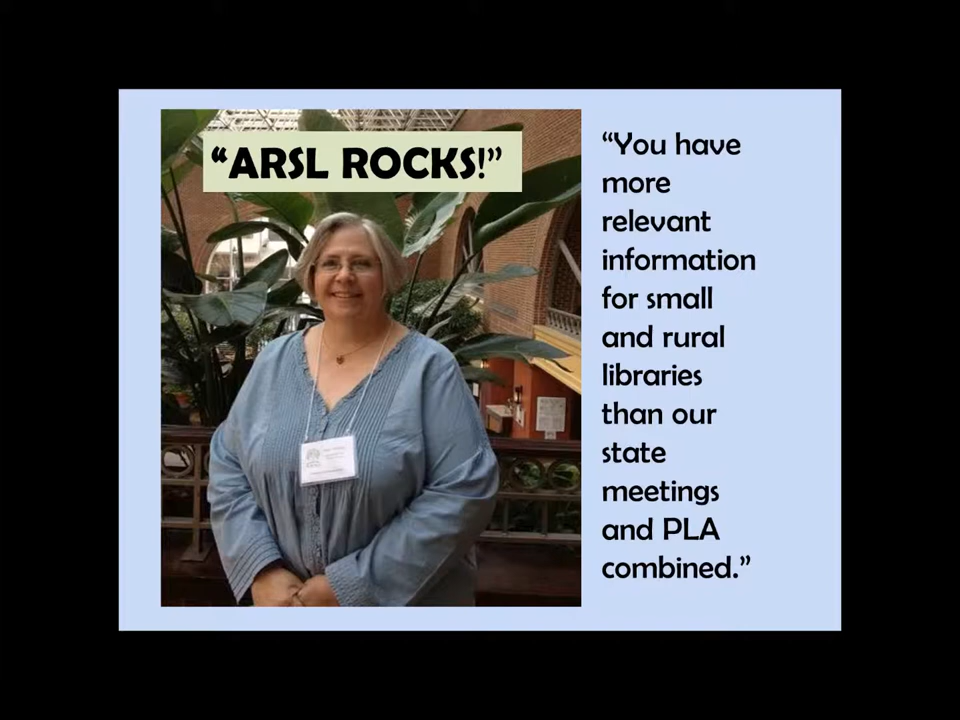 “ARSL ROCKS!”
“You have
more
relevant
information
for small
and rural
libraries
than our
state
meetings
and PLA
combined.”